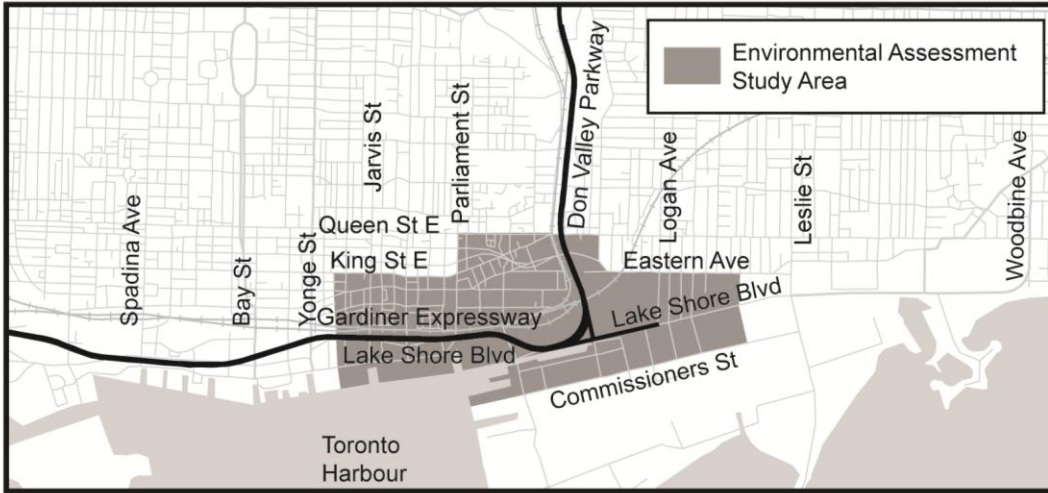 Environmental Assessment
Study Area
Spadina Ave
Bay St
Yonge St
Jarvis St
Parliament St
Don Valley Parkway
Logan Ave
Leslie St
Woodbine Ave
Queen St E
King St E
Eastern Ave
Gardiner Expressway
Lake Shore Blvd
Lake Shore Blvd
Commissioners St
Toronto
Harbour